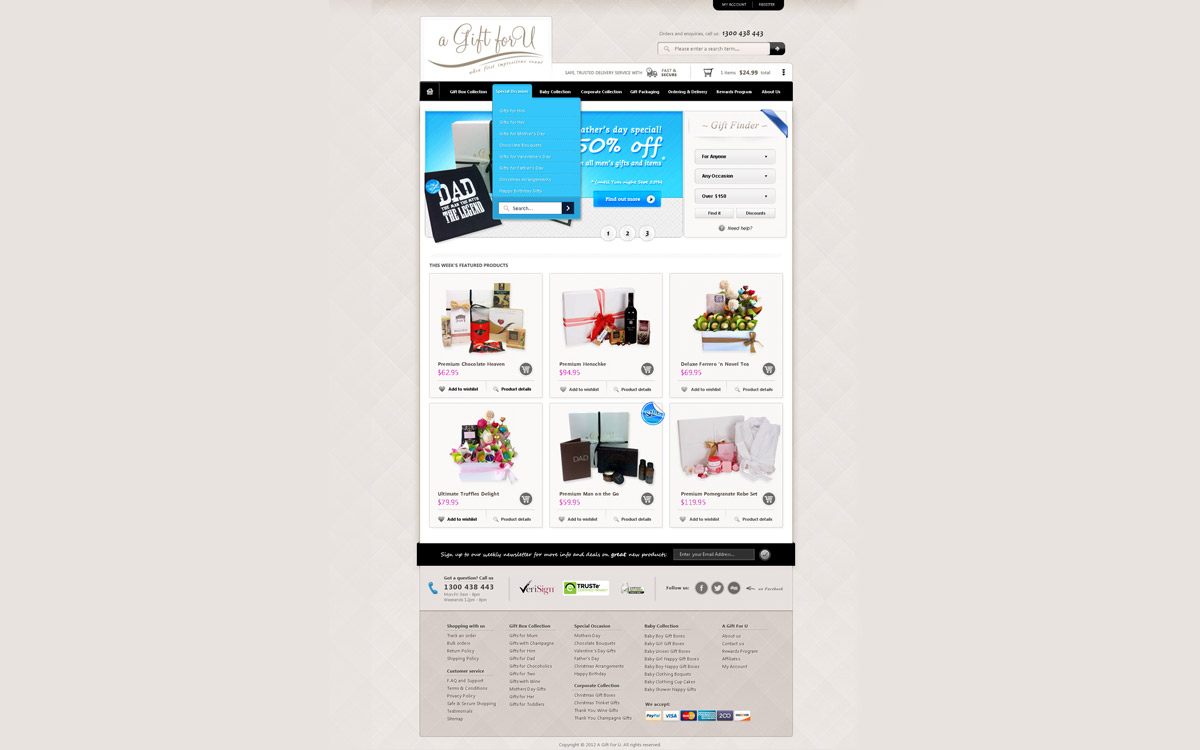 MY ACCOUNT
REGISTER
a Gift for U
when first impressions count
Orders and enquiries, call us: 1300 438 443
Please enter a search term...
SAFE, TRUSTED DELIVERY SERVICE WITH
FAST &
SECURE
1 items $24.99 total
Gift Box Collection
Special Occasion
Baby Collection
Corporate Collection
Gift Packaging
Ordering & Delivery
Rewards Program
About Us
Gifts for Him
Gifts for Her
Gifts for Mother's Day
Chocolate Bouquets
Gifts for Valentine's Day
Gifts for Father's Day
Christmas Arrangements
Happy Birthday Gifts
Search...
ather's day special!
50% off
n all men's gifts and items*
Find out more
DAD
THE MAN THE MYTH
THE LEGEND
1 2 3
~ Gift Finder ~
For Anyone
Any Occasion
Over $150
Find it
Discounts
Need help?
THIS WEEK'S FEATURED PRODUCTS
Premium Chocolate Heaven
$62.95
Add to wishlist
Product details
Premium Henschke
$94.95
Add to wishlist
Product details
Deluxe Ferrero 'n Novel Tea
$69.95
Add to wishlist
Product details
Ultimate Truffles Delight
$79.95
Add to wishlist
Product details
DAD
Premium Man on the Go
$59.95
Add to wishlist
Product details
Premium Pomegranate Robe Set
$119.95
Add to wishlist
Product details
Sign up to our weekly newsletter for more info and deals on great new products:
Enter your Email Address...
Got a question? Call us
1300 438 443
Mon-Fri 9am - 8pm
Weekends 12pm - 8pm
VeriSign
TRUSTe
Follow us:
on Facebook
Shopping with us
Track an order
Bulk orders
Return Policy
Shipping Policy
Customer service
F.A.Q and Support
Terms & Conditions
Privacy Policy
Safe & Secure Shopping
Testimonials
Sitemap
Gift Box Collection
Gifts for Mum
Gifts with Champagne
Gifts for Him
Gifts for Dad
Gifts for Chocoholics
Gifts for Two
Gifts with Wine
Mothers Day Gifts
Gifts for Her
Gifts for Toddlers
Special Occasion
Mothers Day
Chocolate Bouquets
Valentine's Day Gifts
Father's Day
Christmas Arrangements
Happy Birthday
Corporate Collection
Christmas Gift Boxes
Christmas Trinket Gifts
Thank You Wine Gifts
Thank You Champagne Gifts
Baby Collection
Baby Boy Gift Boxes
Baby Girl Gift Boxes
Baby Unisex Gift Boxes
Baby Girl Nappy Gift Boxes
Baby Boy Nappy Gift Boxes
Baby Clothing Boquets
Baby Clothing Cup Cakes
Baby Shower Nappy Gifts
We accept:
PayPal
VISA
MasterCard
2CO
DISCOVER
A Gift For U
About us
Contact us
Rewards Program
Affiliates
My Account
Copyright © 2012 A Gift For U. All rights reserved.